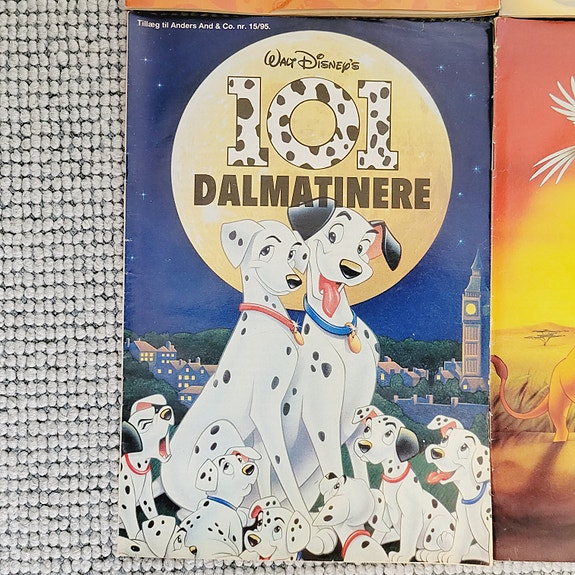 Tillæg til Anders And & Co. nr. 15/95.
WALT DISNEY'S
101
DALMATINERE